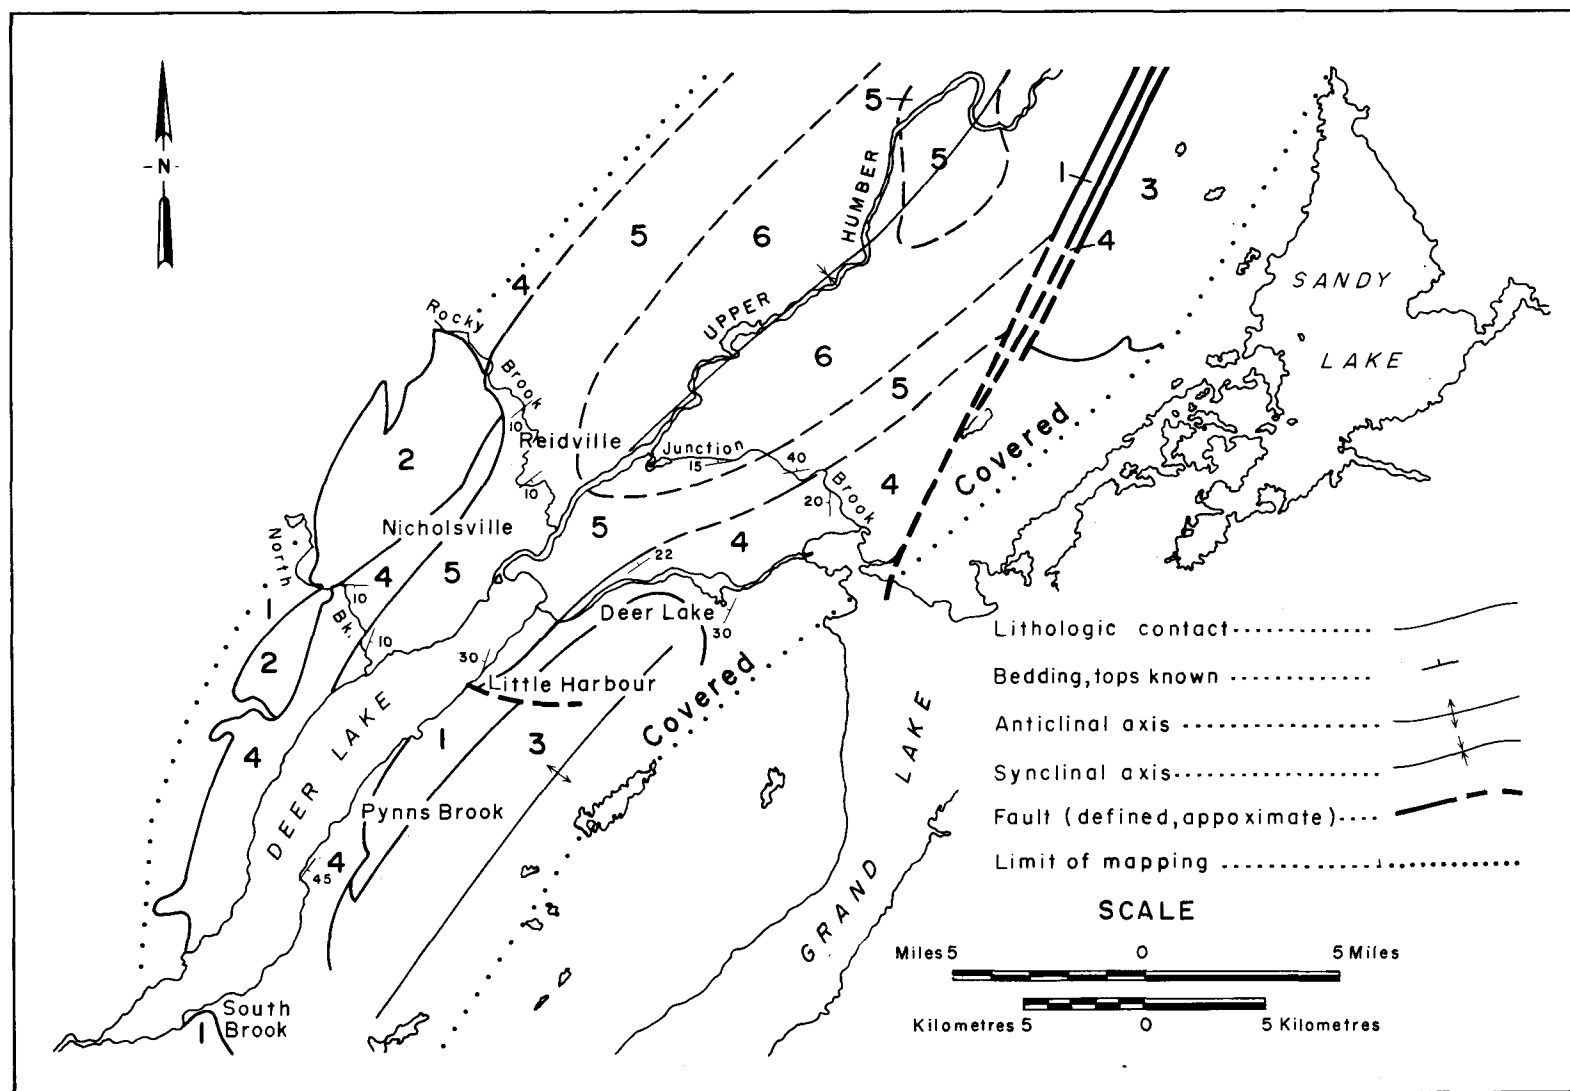 N
5
5
5
1
3
4
HUMBER
6
5
4
SANDY
LAKE
Rocky
Brook
UPPER
6
5
10
Reidville
Junction
15
40
Brook
20
4
Covered
2
10
Nicholsville
5
4
22
North
Bk.
4
5
1
10
10
2
Deer Lake
30
30
Little Harbour
Covered
4
DEER LAKE
1
3
Pynns Brook
4
45
GRAND LAKE
South
Brook
1
Lithologic contact
Bedding, tops known
Anticlinal axis
Synclinal axis
Fault (defined, appoximate)
Limit of mapping
SCALE
Miles 5 0 5 Miles
Kilometres 5 0 5 Kilometres